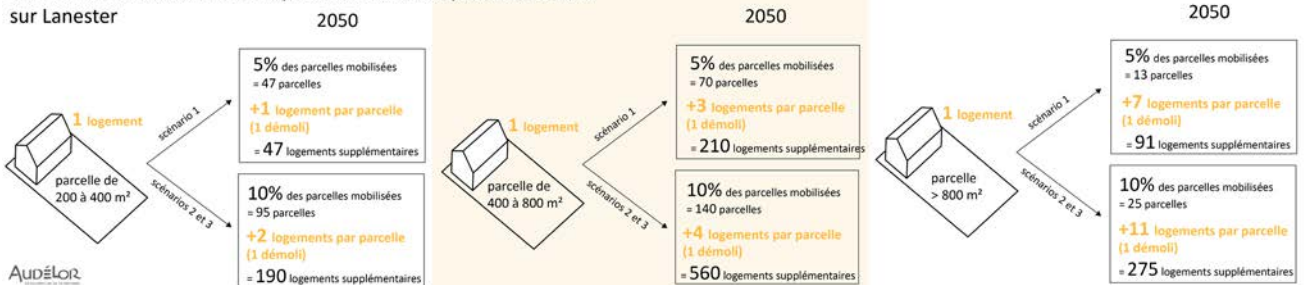 sur Lanester
2050
1 logement
parcelle de
200 à 400 m²
scénario 1
scénarios 2 et 3
5% des parcelles mobilisées
= 47 parcelles
+1 logement par parcelle
(1 démoli)
= 47 logements supplémentaires
10% des parcelles mobilisées
= 95 parcelles
+2 logements par parcelle
(1 démoli)
= 190 logements supplémentaires
AUDÉLOR
2050
1 logement
parcelle de
400 à 800 m²
scénario 1
scénarios 2 et 3
5% des parcelles mobilisées
= 70 parcelles
+3 logements par parcelle
(1 démoli)
= 210 logements supplémentaires
10% des parcelles mobilisées
= 140 parcelles
+4 logements par parcelle
(1 démoli)
= 560 logements supplémentaires
2050
1 logement
parcelle
> 800 m²
scénario 1
scénarios 2 et 3
5% des parcelles mobilisées
= 13 parcelles
+7 logements par parcelle
(1 démoli)
= 91 logements supplémentaires
10% des parcelles mobilisées
= 25 parcelles
+11 logements par parcelle
(1 démoli)
= 275 logements supplémentaires